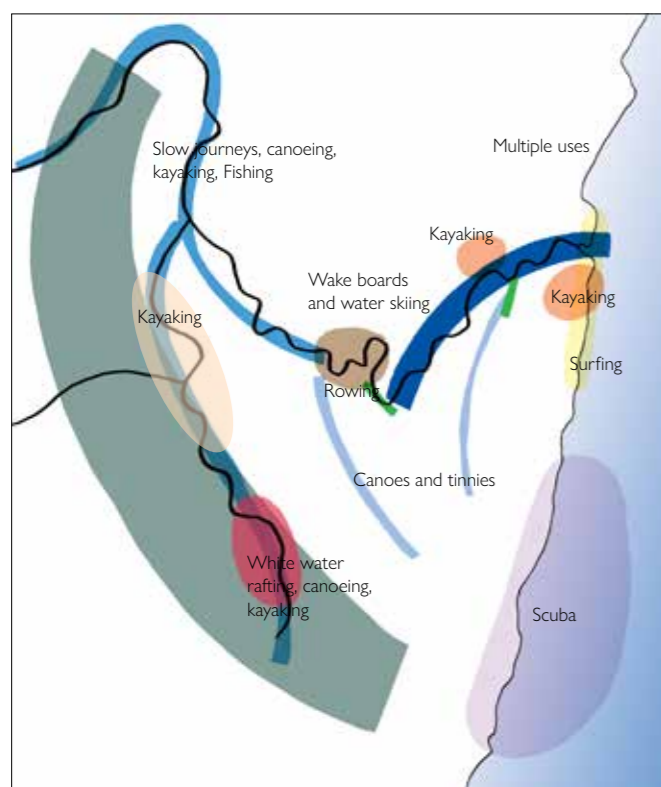 Slow journeys, canoeing,
kayaking, Fishing
Multiple uses
Kayaking
Wake boards
and water skiing
Kayaking
Kayaking
Surfing
Rowing
Canoes and tinnies
White water
rafting, canoeing,
kayaking
Scuba